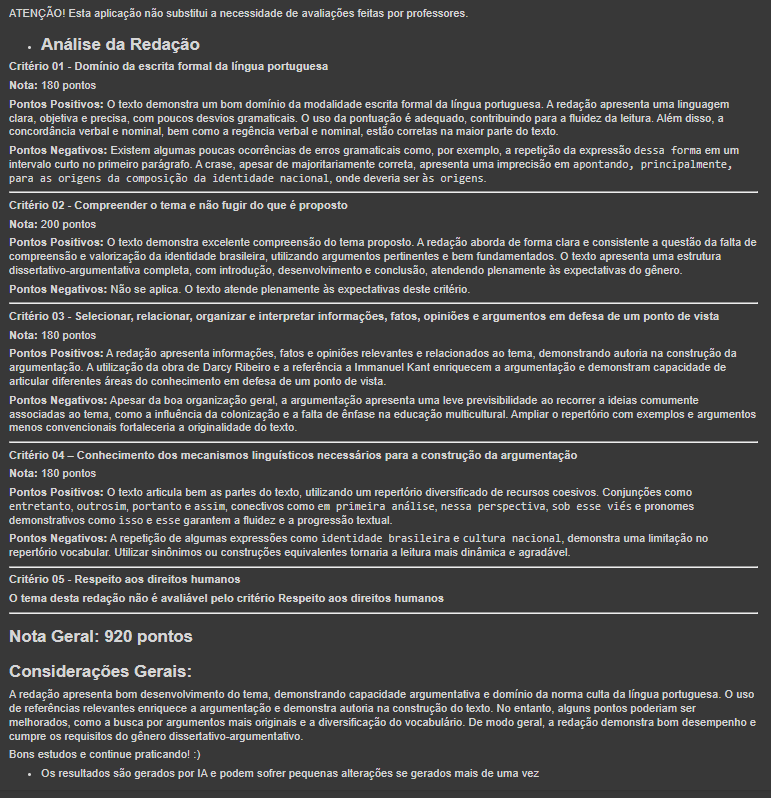 ATENÇÃO! Esta aplicação não substitui a necessidade de avaliações feitas por professores.
• Análise da Redação
Critério 01 - Domínio da escrita formal da língua portuguesa
Nota: 180 pontos
Pontos Positivos: O texto demonstra um bom domínio da modalidade escrita formal da língua portuguesa. A redação apresenta uma linguagem
clara, objetiva e precisa, com poucos desvios gramaticais. O uso da pontuação é adequado, contribuindo para a fluidez da leitura. Além disso, a
concordância verbal e nominal, bem como a regência verbal e nominal, estão corretas na maior parte do texto.
Pontos Negativos: Existem algumas poucas ocorrências de erros gramaticais como, por exemplo, a repetição da expressão dessa forma em um
intervalo curto no primeiro parágrafo. A crase, apesar de majoritariamente correta, apresenta uma imprecisão em apontando, principalmente,
para as origens da composição da identidade nacional, onde deveria ser às origens.
Critério 02 - Compreender o tema e não fugir do que é proposto
Nota: 200 pontos
Pontos Positivos: O texto demonstra excelente compreensão do tema proposto. A redação aborda de forma clara e consistente a questão da falta de
compreensão e valorização da identidade brasileira, utilizando argumentos pertinentes e bem fundamentados. O texto apresenta uma estrutura
dissertativo-argumentativa completa, com introdução, desenvolvimento e conclusão, atendendo plenamente às expectativas do gênero.
Pontos Negativos: Não se aplica. O texto atende plenamente às expectativas deste critério.
Critério 03 - Selecionar, relacionar, organizar e interpretar informações, fatos, opiniões e argumentos em defesa de um ponto de vista
Nota: 180 pontos
Pontos Positivos: A redação apresenta informações, fatos e opiniões relevantes e relacionados ao tema, demonstrando autoria na construção da
argumentação. A utilização da obra de Darcy Ribeiro e a referência a Immanuel Kant enriquecem a argumentação e demonstram capacidade de
articular diferentes áreas do conhecimento em defesa de um ponto de vista.
Pontos Negativos: Apesar da boa organização geral, a argumentação apresenta uma leve previsibilidade ao recorrer a ideias comumente
associadas ao tema, como a influência da colonização e a falta de ênfase na educação multicultural. Ampliar o repertório com exemplos e argumentos
menos convencionais fortaleceria a originalidade do texto.
Critério 04 – Conhecimento dos mecanismos linguísticos necessários para a construção da argumentação
Nota: 180 pontos
Pontos Positivos: O texto articula bem as partes do texto, utilizando um repertório diversificado de recursos coesivos. Conjunções como
entretanto, outrosim, portanto e assim, conectivos como em primeira análise, nessa perspectiva, sob esse viés e pronomes
demonstrativos como isso e esse garantem a fluidez e a progressão textual.
Pontos Negativos: A repetição de algumas expressões como identidade brasileira e cultura nacional, demonstra uma limitação no
repertório vocabular. Utilizar sinônimos ou construções equivalentes tornaria a leitura mais dinâmica e agradável.
Critério 05 - Respeito aos direitos humanos
O tema desta redação não é avaliável pelo critério Respeito aos direitos humanos
Nota Geral: 920 pontos
Considerações Gerais:
A redação apresenta bom desenvolvimento do tema, demonstrando capacidade argumentativa e domínio da norma culta da língua portuguesa. O uso
de referências relevantes enriquece a argumentação e demonstra autoria na construção do texto. No entanto, alguns pontos poderiam ser
melhorados, como a busca por argumentos mais originais e a diversificação do vocabulário. De modo geral, a redação demonstra bom desempenho e
cumpre os requisitos do gênero dissertativo-argumentativo.
Bons estudos e continue praticando! :)
• Os resultados são gerados por IA e podem sofrer pequenas alterações se gerados mais de uma vez